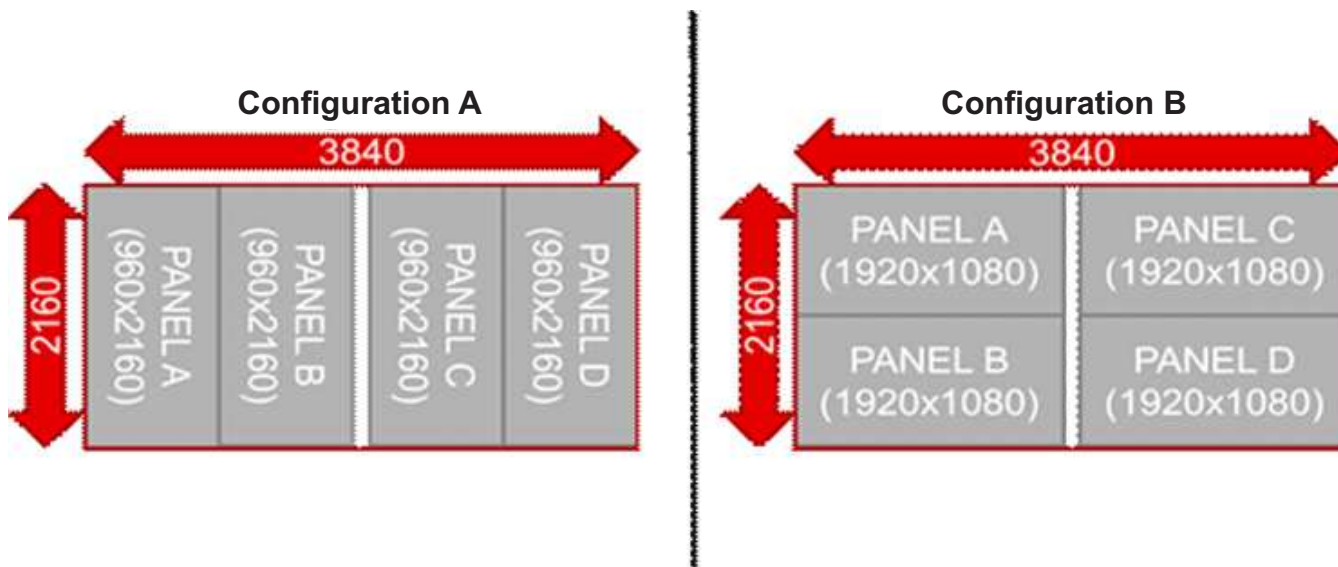 Configuration A
3840
2160
PANEL A
(960x2160)
PANEL B
(960x2160)
PANEL C
(960x2160)
PANEL D
(960x2160)
Configuration B
3840
2160
PANEL A
(1920x1080)
PANEL B
(1920x1080)
PANEL C
(1920x1080)
PANEL D
(1920x1080)